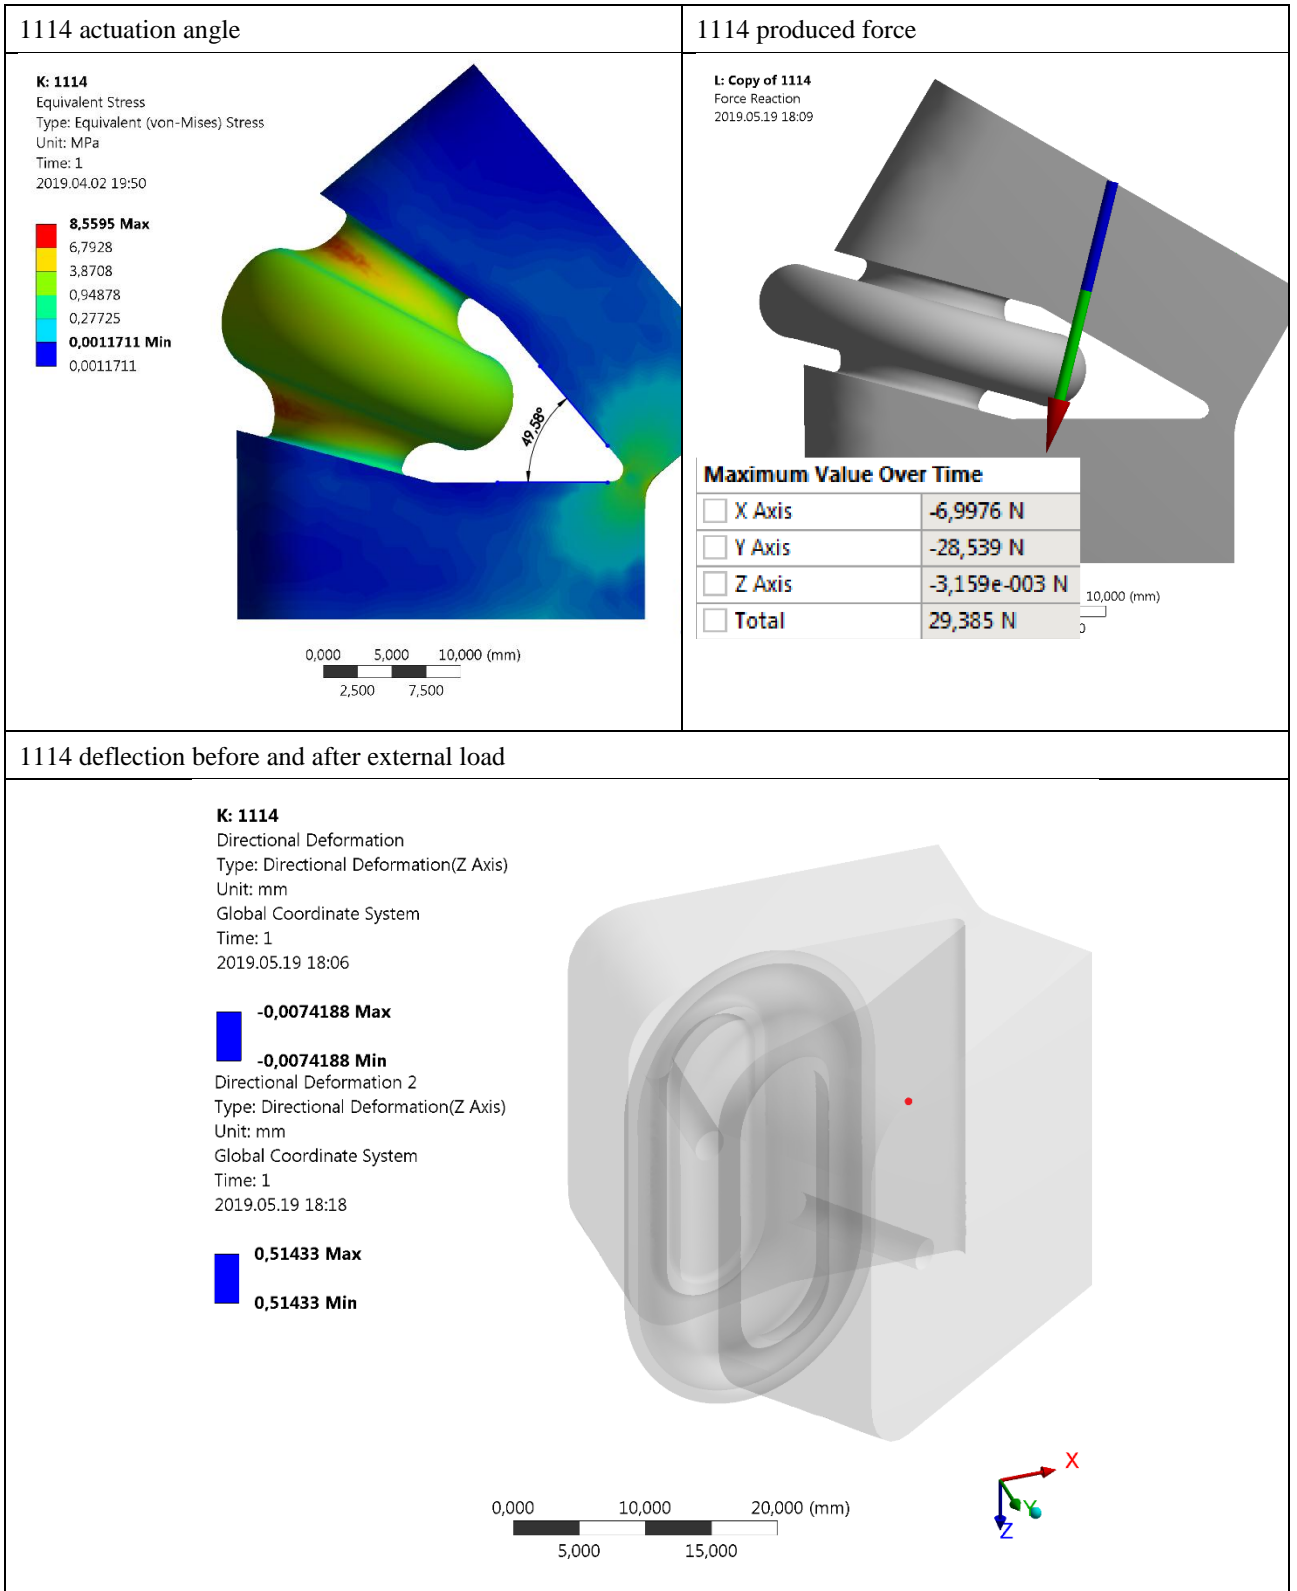 1114 actuation angle
K: 1114
Equivalent Stress
Type: Equivalent (von-Mises) Stress
Unit: MPa
Time: 1
2019.04.02 19:50
8,5595 Max
6,7928
3,8708
0,94878
0,27725
0,0011711 Min
0,0011711
49,58°
0,000 5,000 10,000 (mm)
2,500 7,500
1114 produced force
L: Copy of 1114
Force Reaction
2019.05.19 18:09
Maximum Value Over Time
X Axis -6,9976 N
Y Axis -28,539 N
Z Axis -3,159e-003 N
Total 29,385 N
10,000 (mm)
1114 deflection before and after external load
K: 1114
Directional Deformation
Type: Directional Deformation(Z Axis)
Unit: mm
Global Coordinate System
Time: 1
2019.05.19 18:06
-0,0074188 Max
-0,0074188 Min
Directional Deformation 2
Type: Directional Deformation(Z Axis)
Unit: mm
Global Coordinate System
Time: 1
2019.05.19 18:18
0,51433 Max
0,51433 Min
0,000 10,000 20,000 (mm)
5,000 15,000
X
Y
Z